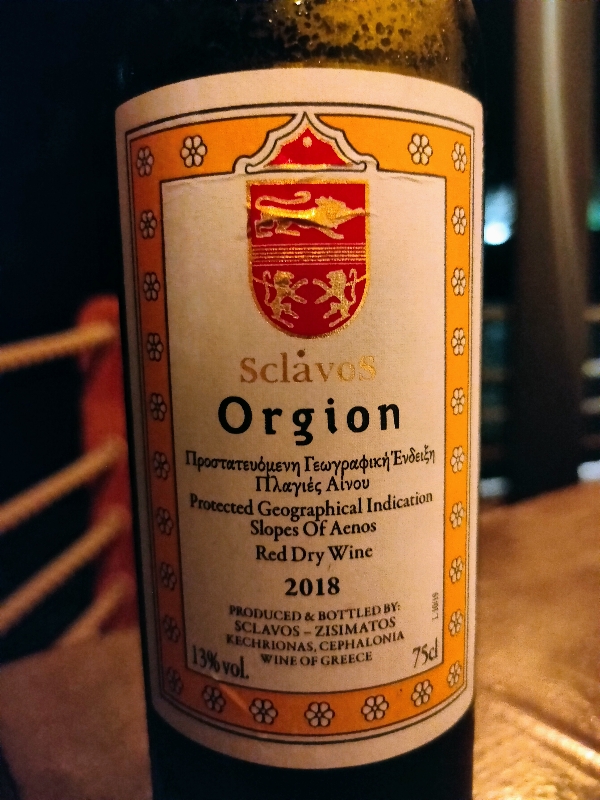 Sclavos
Orgion
Προστατευόμενη Γεωγραφική Ένδειξη
Πλαγιές Αίνου
Protected Geographical Indication
Slopes Of Aenos
Red Dry Wine
2018
PRODUCED & BOTTLED BY:
SCLAVOS – ZISIMATOS
KECHRIONAS, CEPHALONIA
WINE OF GREECE
13% vol.
75cl